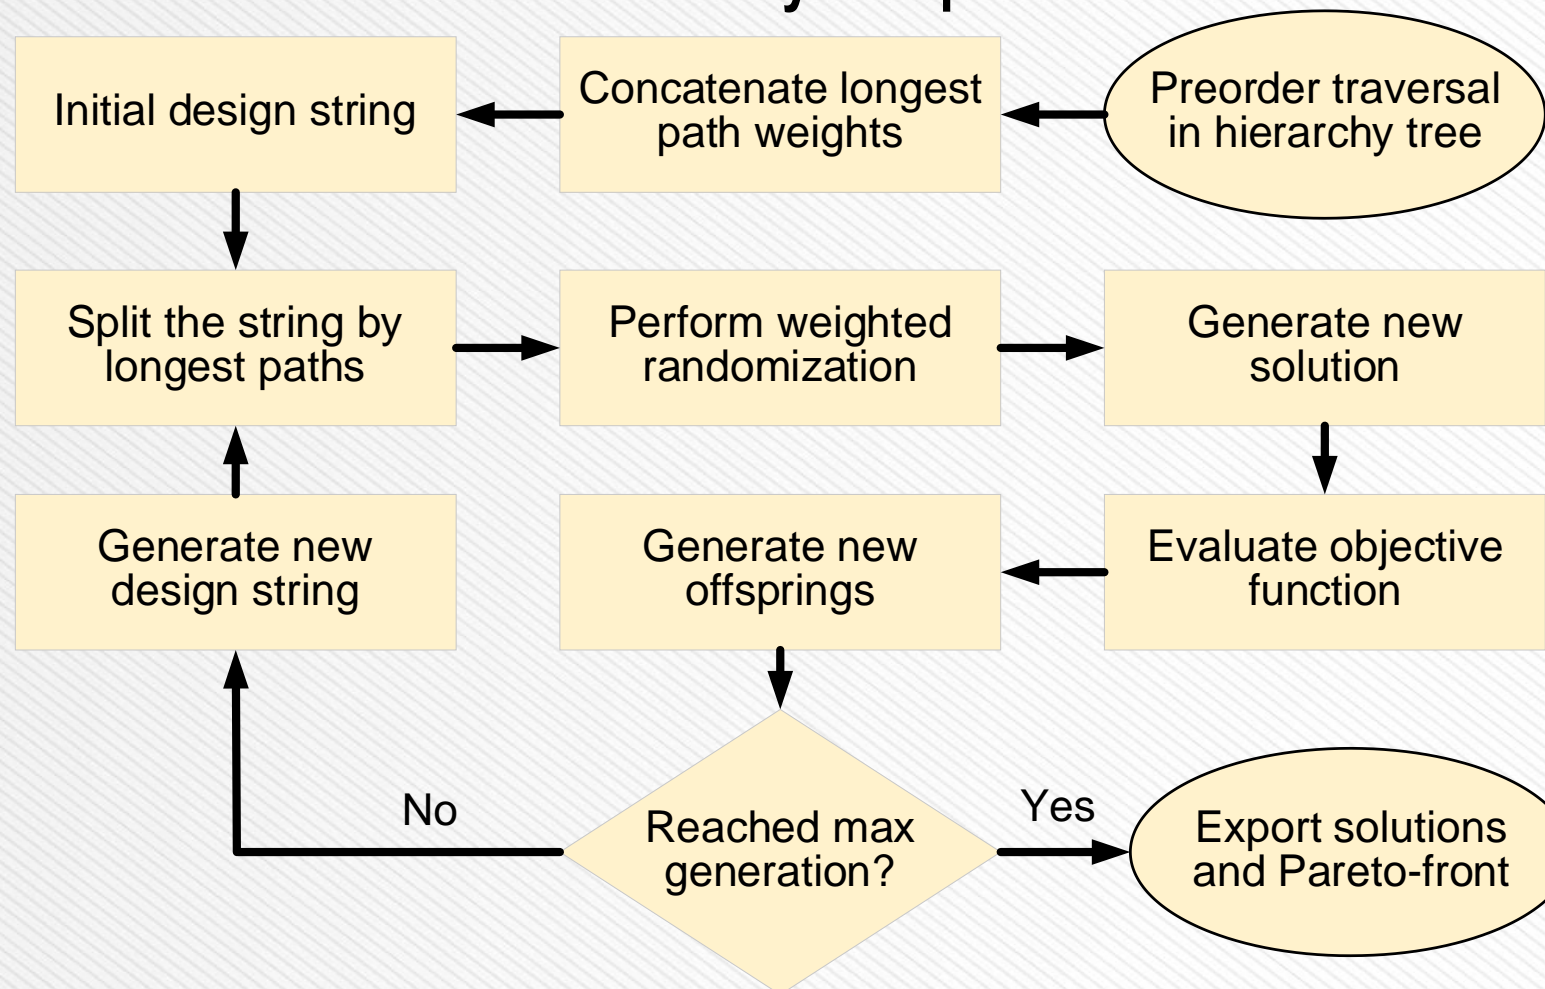 Initial design string
Concatenate longest
path weights
Preorder traversal
in hierarchy tree
Split the string by
longest paths
Perform weighted
randomization
Generate new
solution
Generate new
design string
Generate new
offsprings
Evaluate objective
function
No
Reached max
generation?
Yes
Export solutions
and Pareto-front